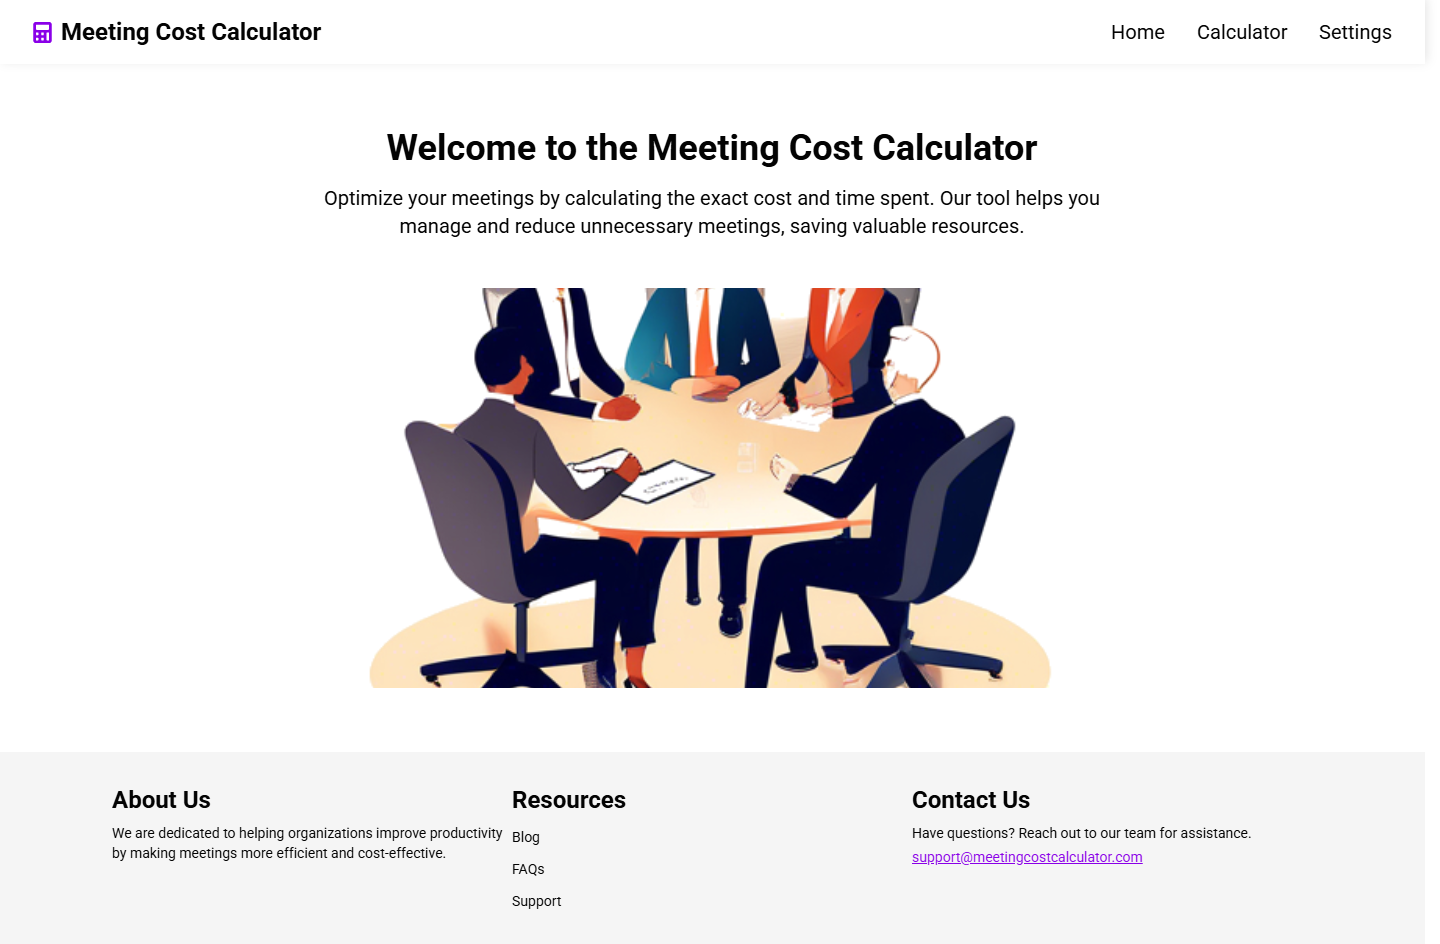 Meeting Cost Calculator
Home
Calculator
Settings
Welcome to the Meeting Cost Calculator
Optimize your meetings by calculating the exact cost and time spent. Our tool helps you
manage and reduce unnecessary meetings, saving valuable resources.
About Us
We are dedicated to helping organizations improve productivity
by making meetings more efficient and cost-effective.
Resources
Blog
FAQs
Support
Contact Us
Have questions? Reach out to our team for assistance.
support@meetingcostcalculator.com